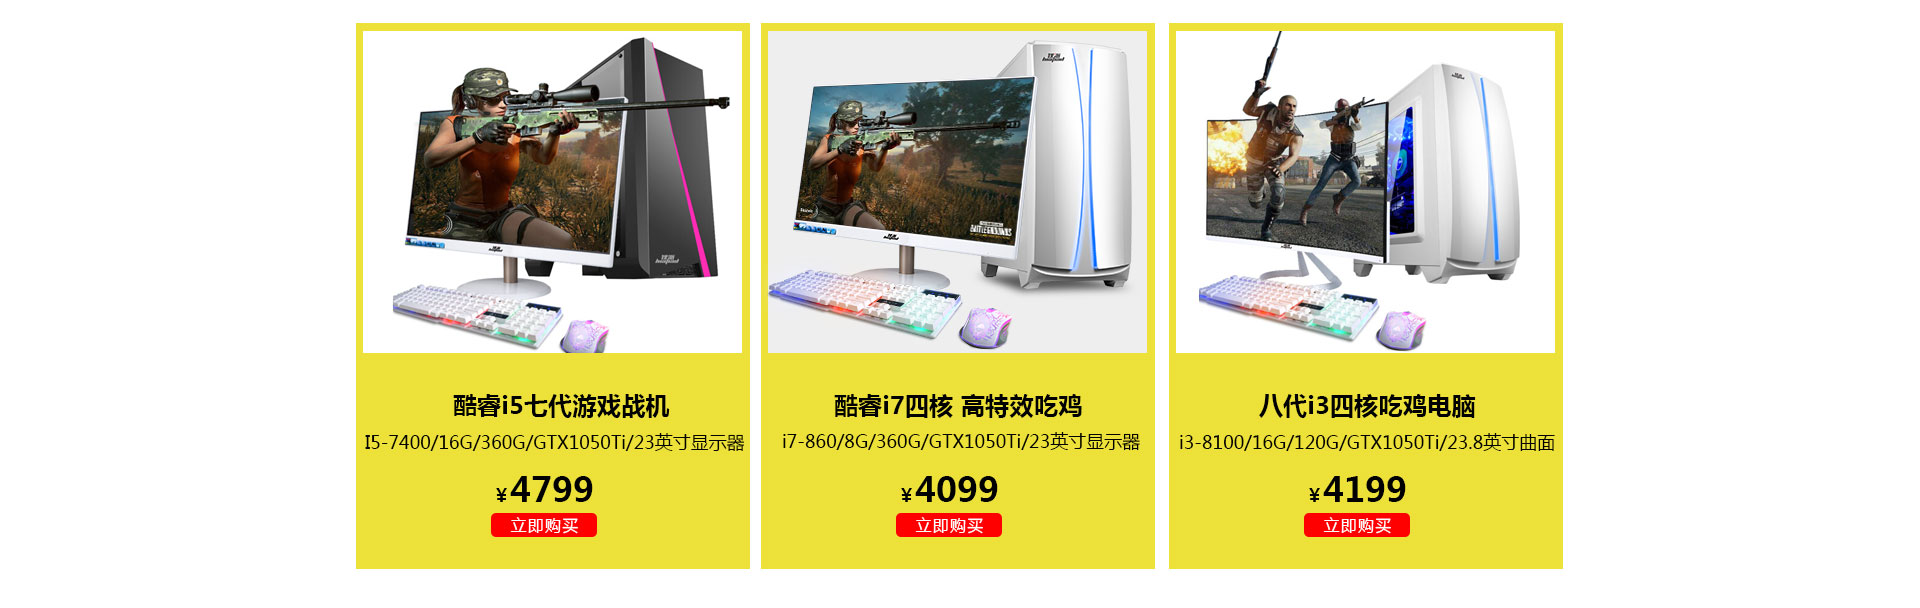 酷睿i5七代游戏战机
I5-7400/16G/360G/GTX1050Ti/23英寸显示器
¥4799
立即购买
BATTLEGROUNDS
酷睿i7四核 高特效吃鸡
i7-860/8G/360G/GTX1050Ti/23英寸显示器
¥4099
立即购买
八代i3四核吃鸡电脑
i3-8100/16G/120G/GTX1050Ti/23.8英寸曲面
¥4199
立即购买